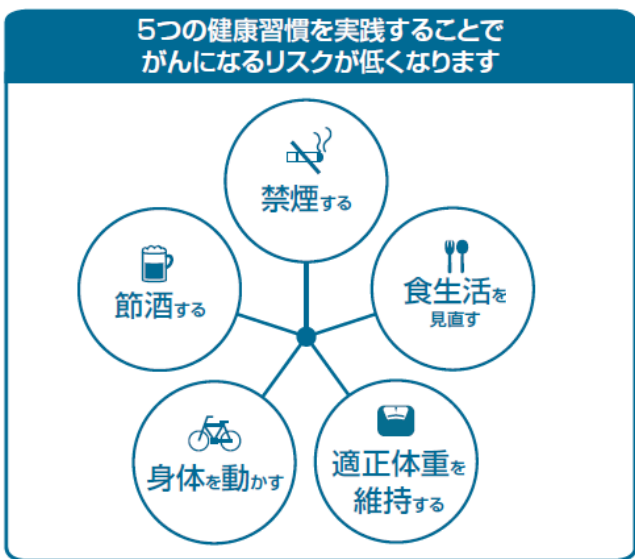 5つの健康習慣を実践することで
がんになるリスクが低くなります
禁煙する
食生活を
見直す
適正体重を
維持する
身体を動かす
節酒する